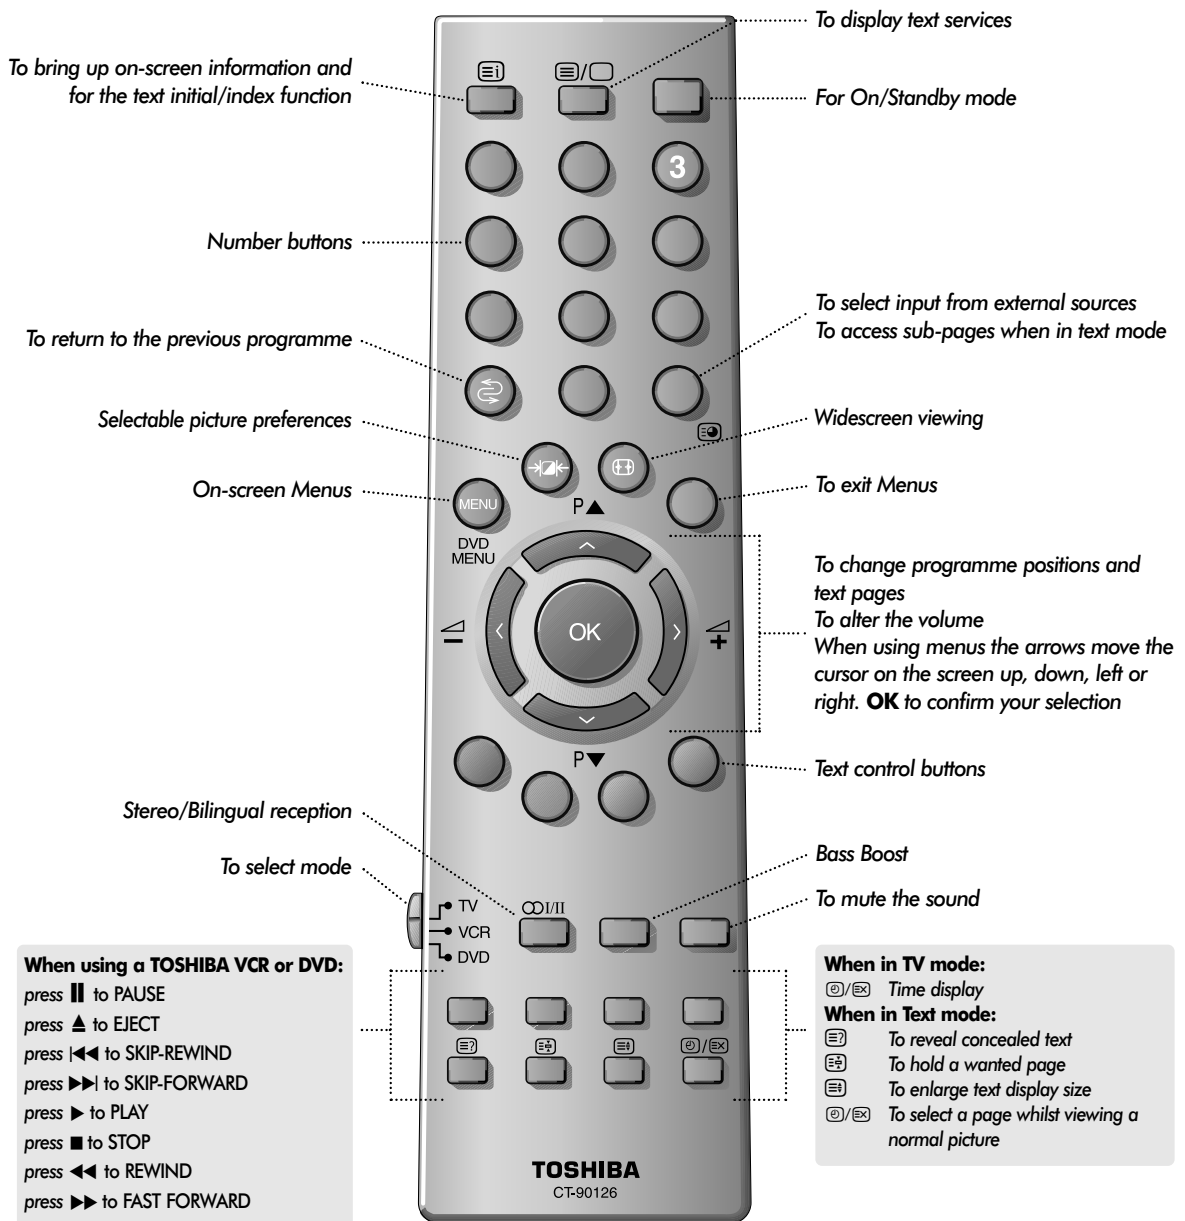 To display text services
To bring up on-screen information and
for the text initial/index function
For On/Standby mode
3
Number buttons
To select input from external sources
To access sub-pages when in text mode
To return to the previous programme
Selectable picture preferences
Widescreen viewing
On-screen Menus
MENU
To exit Menus
P▲
DVD
MENU
To change programme positions and
text pages
To alter the volume
When using menus the arrows move the
cursor on the screen up, down, left or
right. OK to confirm your selection
−
OK
+
P▼
Text control buttons
Stereo/Bilingual reception
Bass Boost
To select mode
To mute the sound
TV
VCR
DVD
I/II
When using a TOSHIBA VCR or DVD:
press ▐▐ to PAUSE
press ⏏ to EJECT
press |◀◀ to SKIP-REWIND
press ▶▶| to SKIP-FORWARD
press ▶ to PLAY
press ■ to STOP
press ◀◀ to REWIND
press ▶▶ to FAST FORWARD
When in TV mode:
Time display
When in Text mode:
To reveal concealed text
To hold a wanted page
To enlarge text display size
To select a page whilst viewing a
normal picture
TOSHIBA
CT-90126